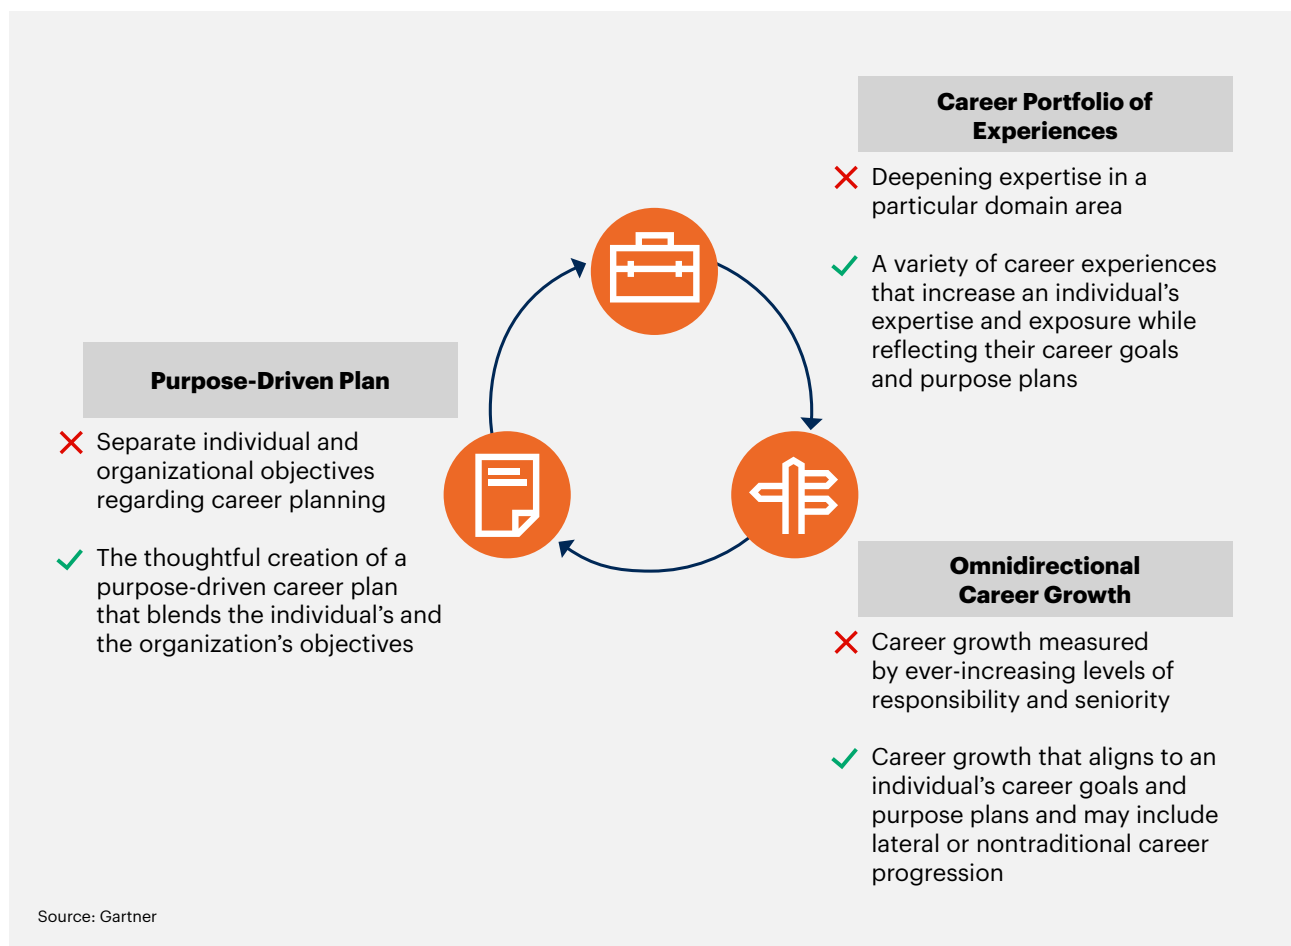 Career Portfolio of
Experiences
Deepening expertise in a
particular domain area
A variety of career experiences
that increase an individual’s
expertise and exposure while
reflecting their career goals
and purpose plans
Purpose-Driven Plan
Separate individual and
organizational objectives
regarding career planning
The thoughtful creation of a
purpose-driven career plan
that blends the individual’s and
the organization’s objectives
Omnidirectional
Career Growth
Career growth measured
by ever-increasing levels of
responsibility and seniority
Career growth that aligns to an
individual’s career goals and
purpose plans and may include
lateral or nontraditional career
progression
Source: Gartner